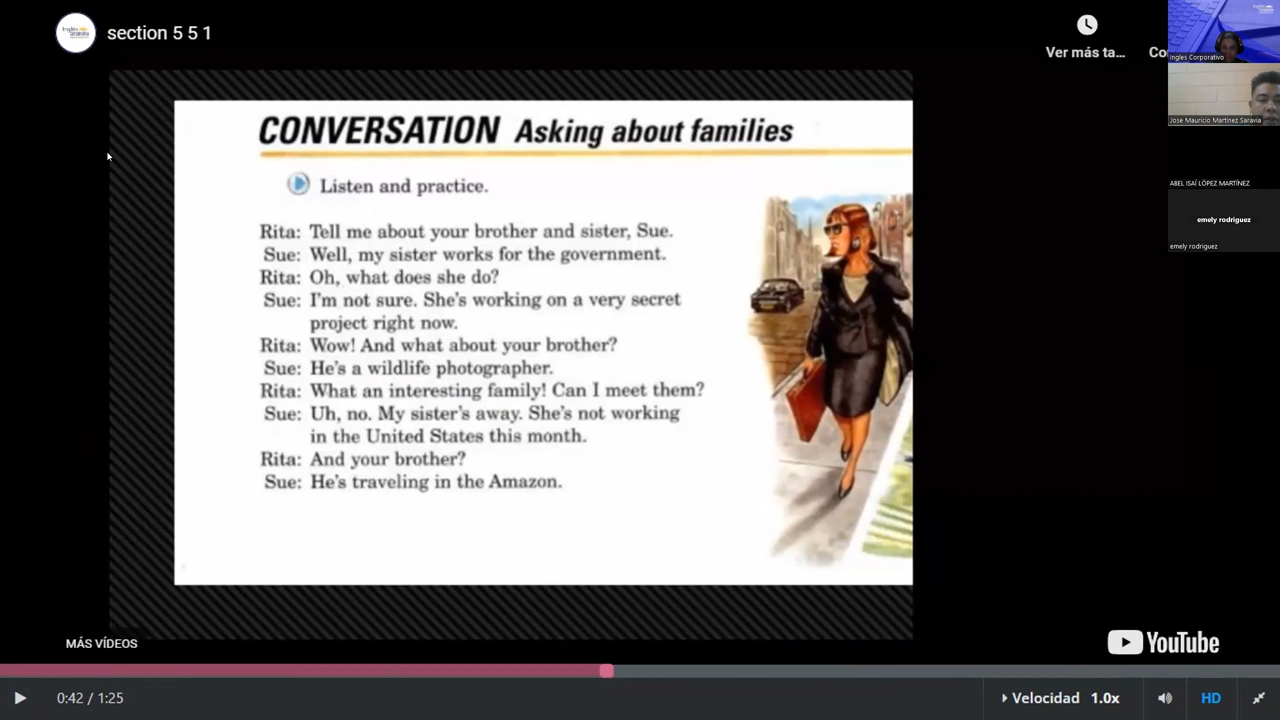 section 5 5 1
Ver más ta...
Co
Ingles Corporativo
Jose Mauricio Martinez Saravia
ABEL ISAÍ LÓPEZ MARTÍNEZ
emely rodriguez
emely rodriguez
CONVERSATION Asking about families
Listen and practice.
Rita: Tell me about your brother and sister, Sue.
Sue: Well, my sister works for the government.
Rita: Oh, what does she do?
Sue: I'm not sure. She's working on a very secret
project right now.
Rita: Wow! And what about your brother?
Sue: He's a wildlife photographer.
Rita: What an interesting family! Can I meet them?
Sue: Uh, no. My sister's away. She's not working
in the United States this month.
Rita: And your brother?
Sue: He's traveling in the Amazon.
MÁS VÍDEOS
YouTube
0:42 / 1:25
Velocidad 1.0x
HD